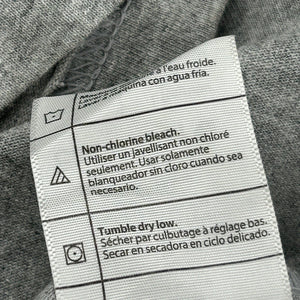 à l'eau froide.
con agua fría.
Non-chlorine bleach.
Utiliser un javellisant non chloré
seulement. Usar solamente
blanqueador sin cloro cuando sea
necesario.
Tumble dry low.
Sécher par culbutage à réglage bas.
Secar en secadora en ciclo delicado.